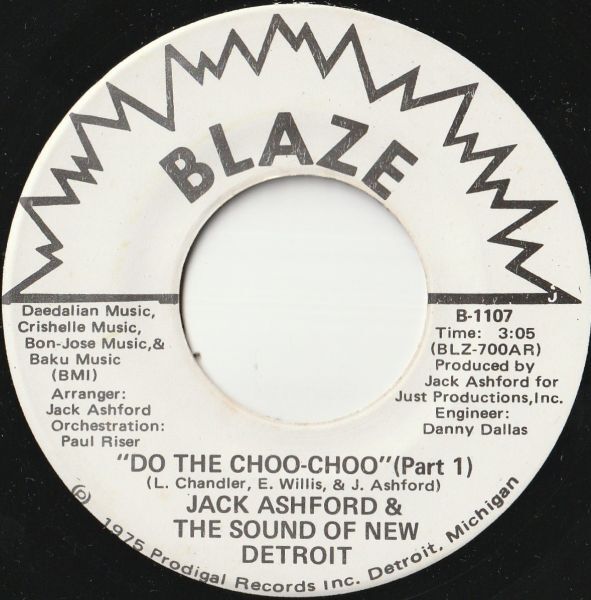 BLAZE
J
Daedalian Music,
Crishelle Music,
Bon-Jose Music,&
Baku Music
(BMI)
Arranger:
Jack Ashford
Orchestration:
Paul Riser
B-1107
Time: 3:05
(BLZ-700AR)
Produced by
Jack Ashford for
Just Productions,Inc.
Engineer:
Danny Dallas
"DO THE CHOO-CHOO"(Part 1)
(L. Chandler, E. Willis, & J. Ashford)
JACK ASHFORD &
THE SOUND OF NEW
DETROIT
℗ 1975 Prodigal Records Inc. Detroit, Michigan